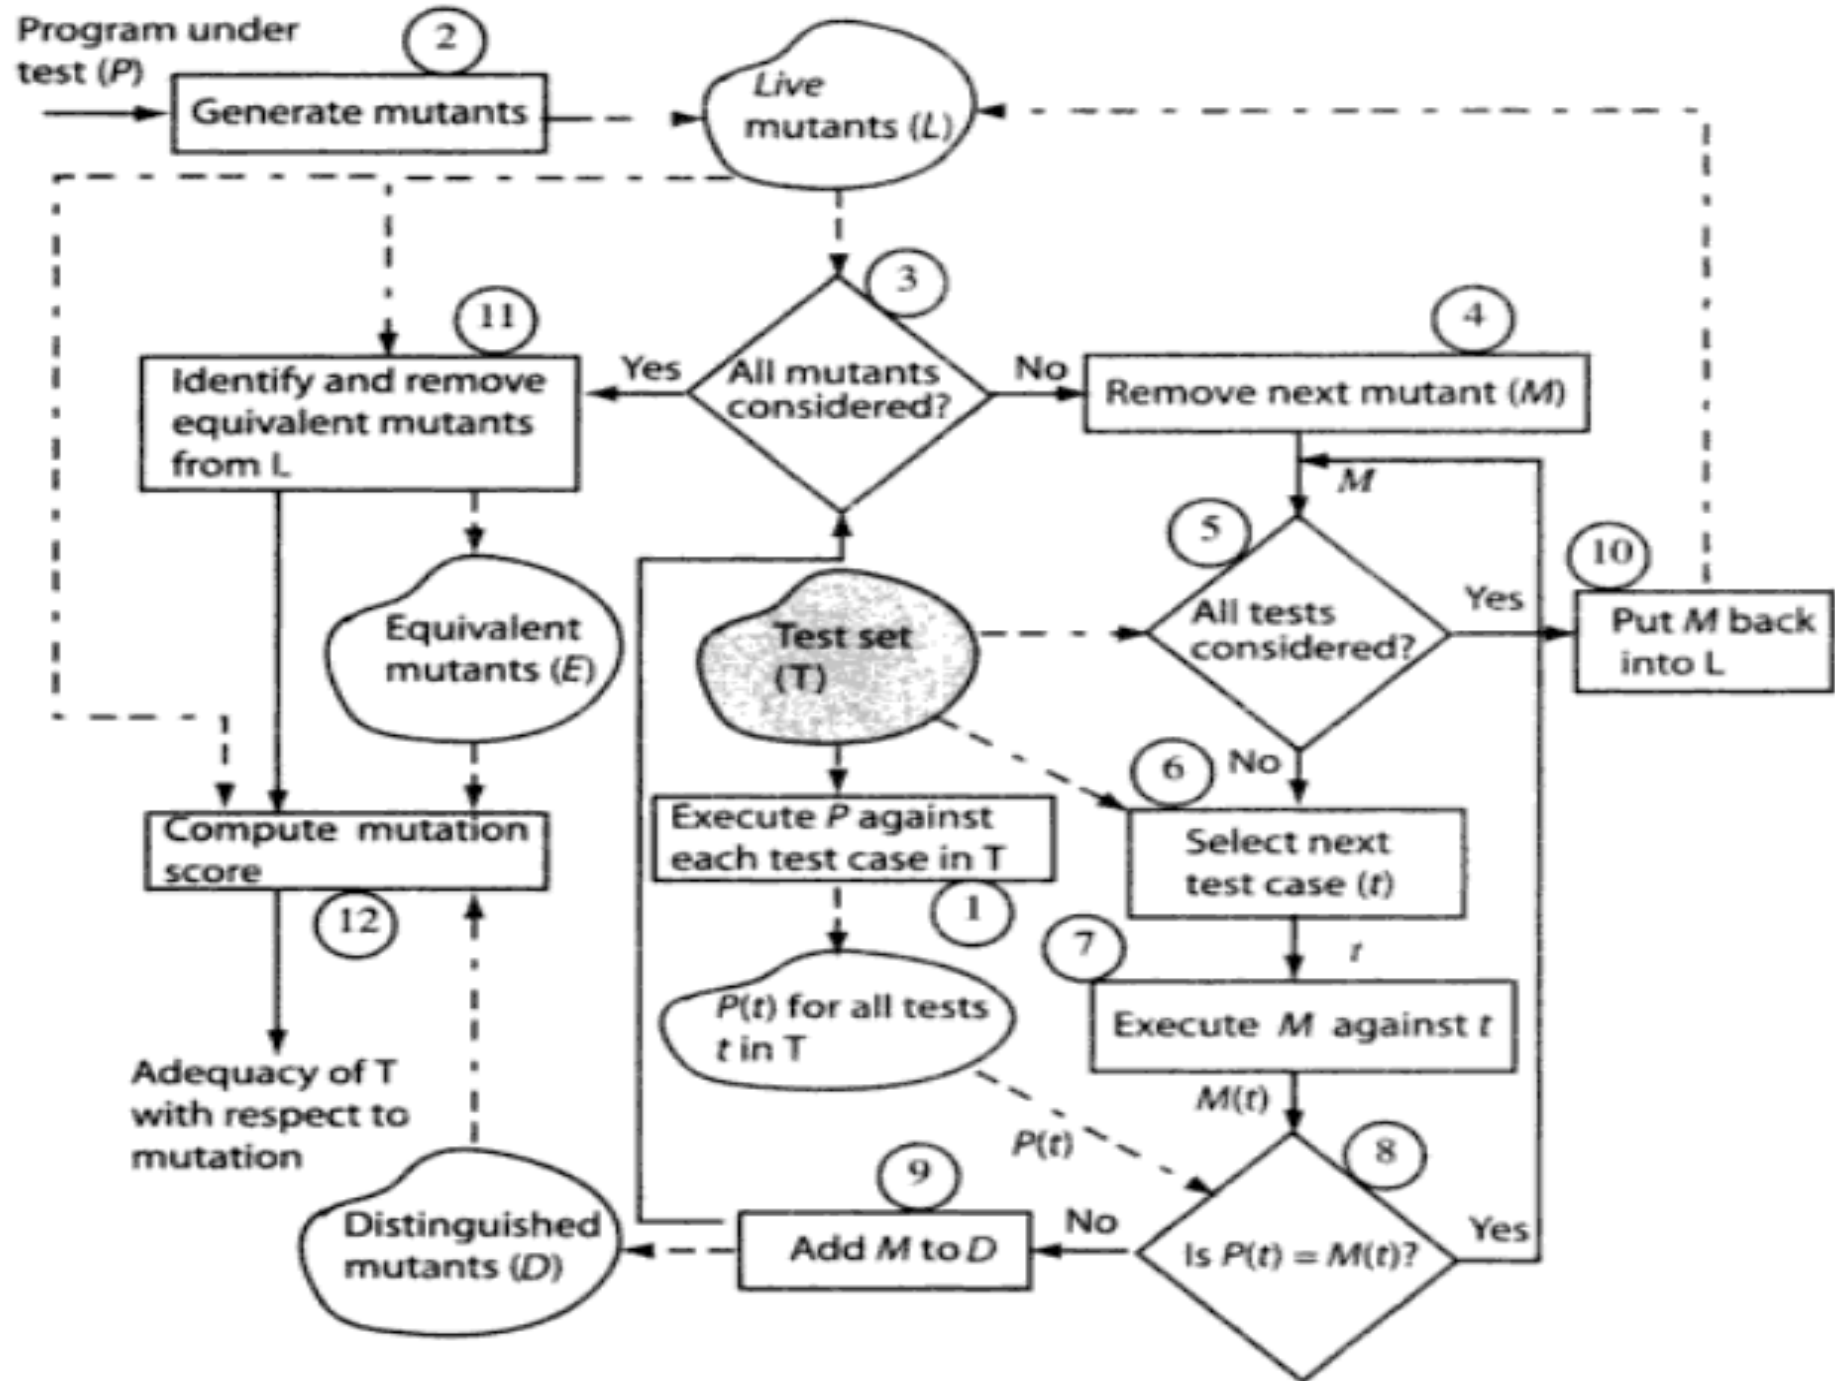 Program under
test (P)
2
Generate mutants
Live
mutants (L)
3
All mutants
considered?
Yes
No
11
Identify and remove
equivalent mutants
from L
4
Remove next mutant (M)
M
5
All tests
considered?
Yes
No
10
Put M back
into L
Equivalent
mutants (E)
Test set
(T)
6
Select next
test case (t)
t
Compute mutation
score
12
Execute P against
each test case in T
1
7
Execute M against t
M(t)
P(t) for all tests
t in T
P(t)
Adequacy of T
with respect to
mutation
8
Is P(t) = M(t)?
Yes
No
9
Add M to D
Distinguished
mutants (D)